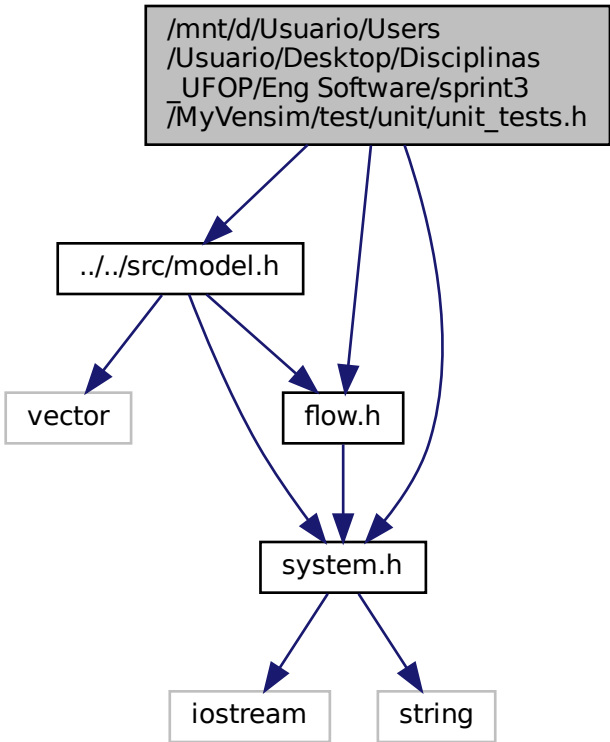 /mnt/d/Usuario/Users
/Usuario/Desktop/Disciplinas
_UFOP/Eng Software/sprint3
/MyVensim/test/unit/unit_tests.h
../../src/model.h
vector
flow.h
system.h
iostream
string